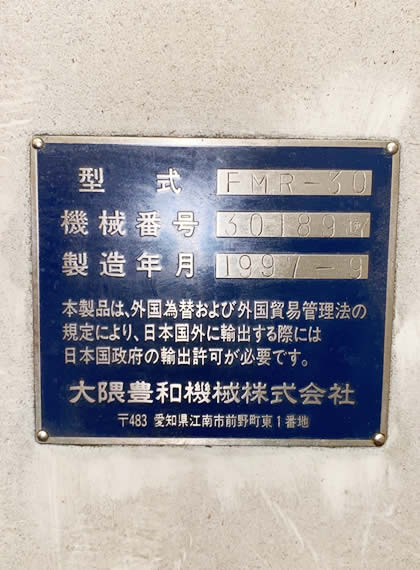 型式 FMR-30
機械番号 30189
製造年月 1997-9
本製品は、外国為替および外国貿易管理法の
規定により、日本国外に輸出する際には
日本国政府の輸出許可が必要です。
大隈豊和機械株式会社
〒483 愛知県江南市前野町東1番地